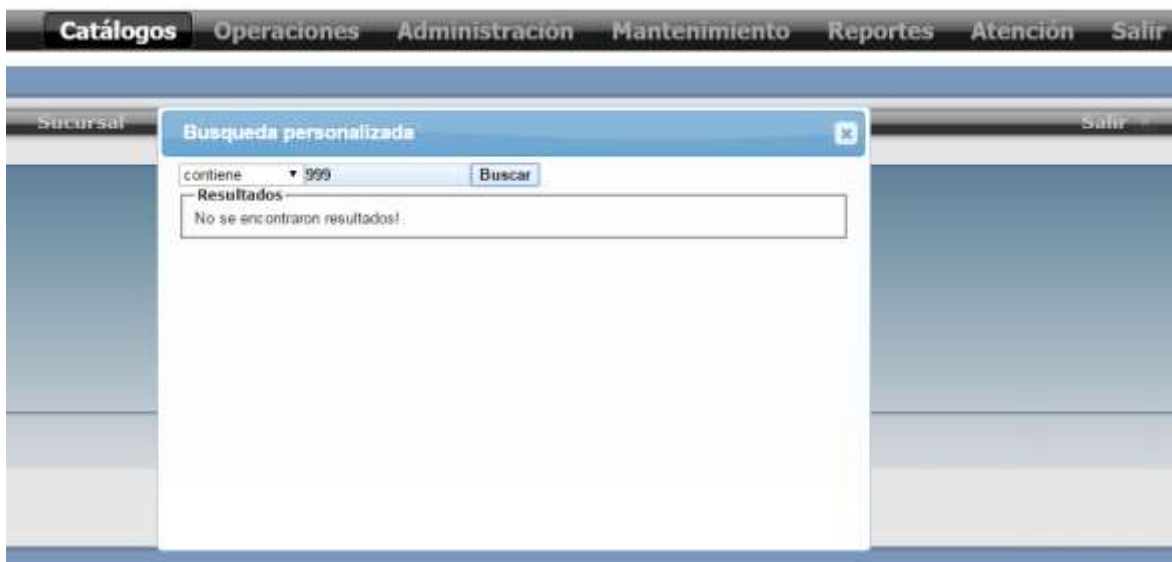 Catálogos Operaciones Administración Mantenimiento Reportes Atención Salir
Sucursal Salir
Busqueda personalizada
contiene 999 Buscar
Resultados
No se encontraron resultados!